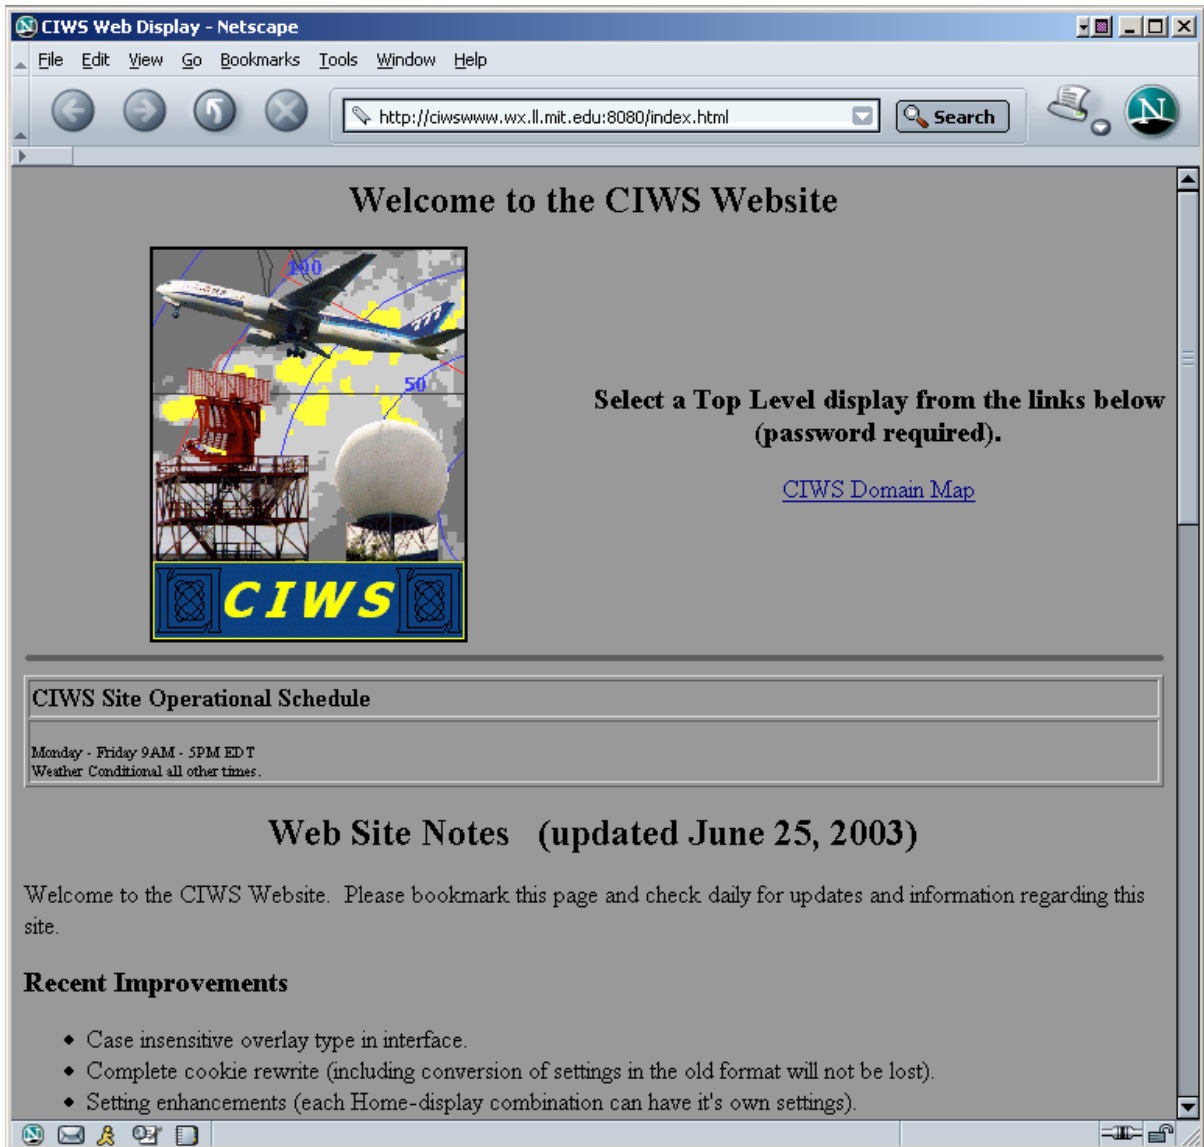 CIWS Web Display - Netscape
File Edit View Go Bookmarks Tools Window Help
http://ciwswww.wx.ll.mit.edu:8080/index.html Search
Welcome to the CIWS Website
100
50
CIWS
Select a Top Level display from the links below
(password required).
CIWS Domain Map
CIWS Site Operational Schedule
Monday - Friday 9AM - 5PM EDT
Weather Conditional all other times.
Web Site Notes (updated June 25, 2003)
Welcome to the CIWS Website. Please bookmark this page and check daily for updates and information regarding this
site.
Recent Improvements
• Case insensitive overlay type in interface.
• Complete cookie rewrite (including conversion of settings in the old format will not be lost).
• Setting enhancements (each Home-display combination can have it's own settings).